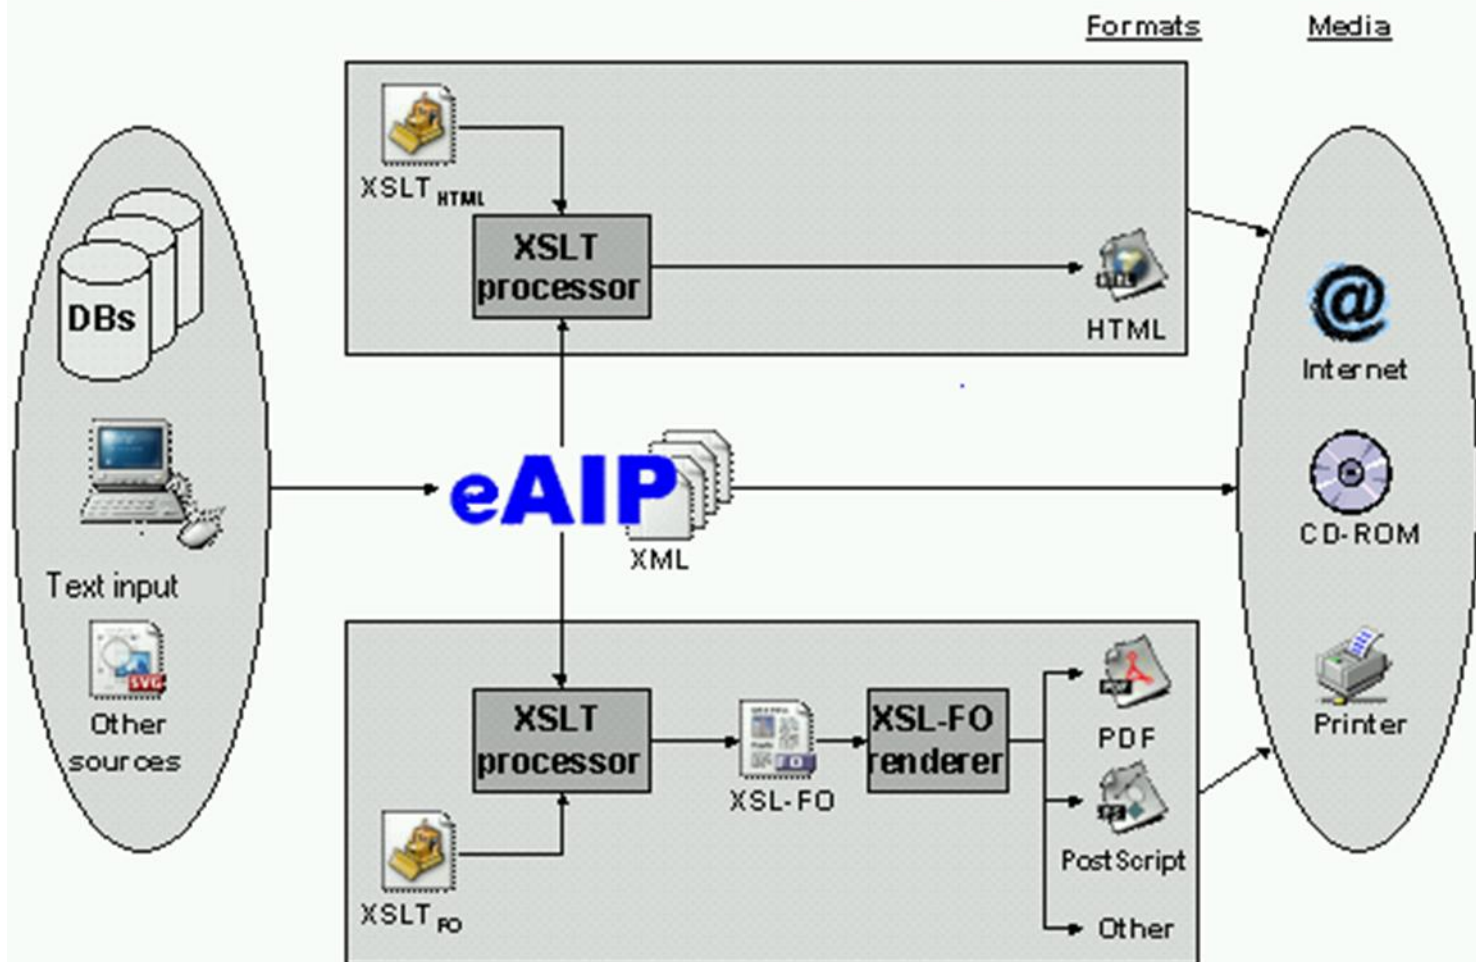 Formats
Media
XSLT HTML
XSLT
processor
HTML
DBs
Text input
SVG
Other
sources
eAIP
XML
Internet
CD-ROM
Printer
XSLT
processor
XSL-FO
XSL-FO
renderer
PDF
PostScript
Other
XSLT FO